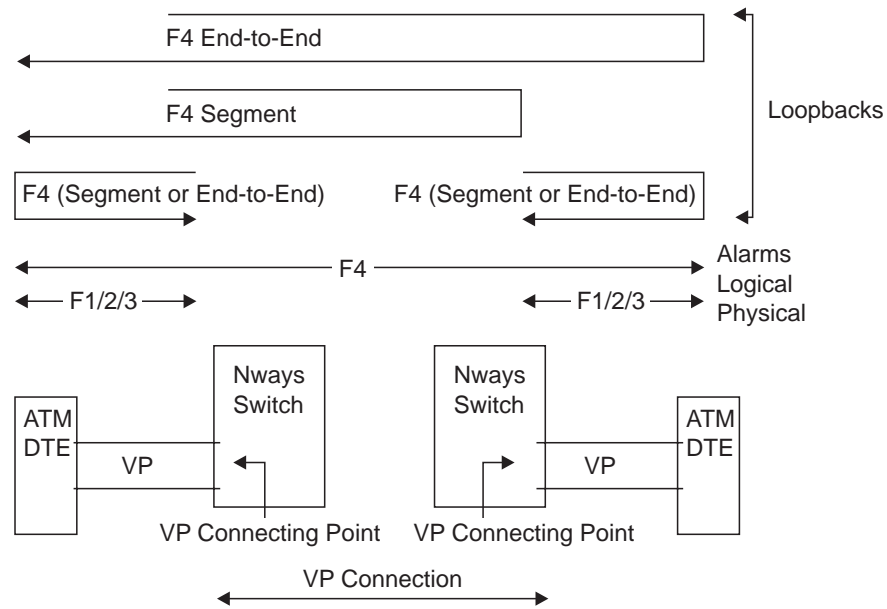 F4 End-to-End
F4 Segment
Loopbacks
F4 (Segment or End-to-End)
F4 (Segment or End-to-End)
F4
Alarms
Logical
Physical
F1/2/3
F1/2/3
Nways
Switch
Nways
Switch
ATM
DTE
ATM
DTE
VP
VP
VP Connecting Point
VP Connecting Point
VP Connection